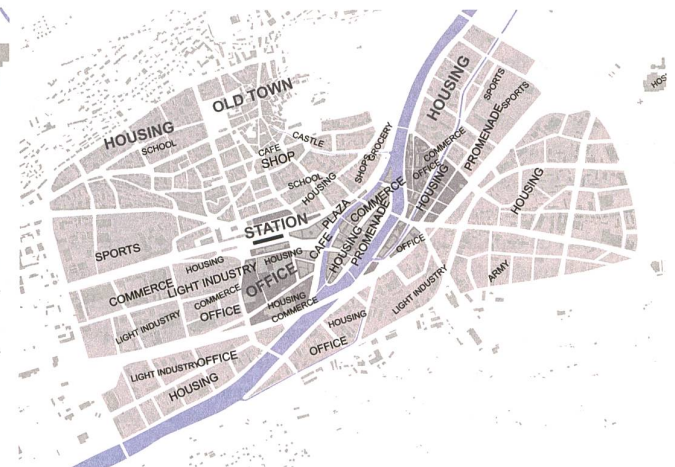 HOUSING
SPORTS
SPORTS
HOS
OLD TOWN
HOUSING
SCHOOL
CASTLE
CAFE
SHOP
GROCERY
SHOPS
COMMERCE
OFFICE
PROMENADE
HOUSING
SCHOOL
HOUSING
HOUSING
STATION
PLAZA
COMMERCE
CAFE
HOUSING
PROMENADE
OFFICE
SPORTS
HOUSING
HOUSING
COMMERCE
LIGHT INDUSTRY
OFFICE
ARMY
LIGHT INDUSTRY
COMMERCE
OFFICE
HOUSING
COMMERCE
LIGHT INDUSTRY
HOUSING
OFFICE
LIGHT INDUSTRY
OFFICE
HOUSING